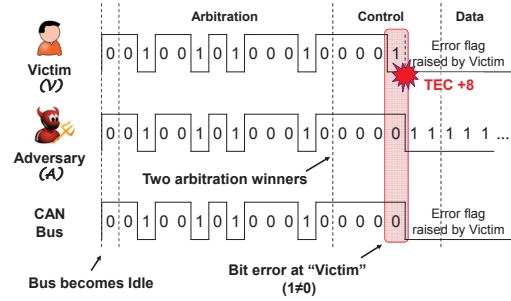 Arbitration Control Data
0 0 1 0 0 1 0 1 0 0 0 1 0 0 0 0 1
Error flag
raised by Victim
Victim
(V)
TEC +8
0 0 1 0 0 1 0 1 0 0 0 1 0 0 0 0 0 1 1 1 1 1 ...
Adversary
(A)
Two arbitration winners
CAN
Bus
0 0 1 0 0 1 0 1 0 0 0 1 0 0 0 0 0
Error flag
raised by Victim
Bus becomes Idle
Bit error at “Victim”
(1≠0)